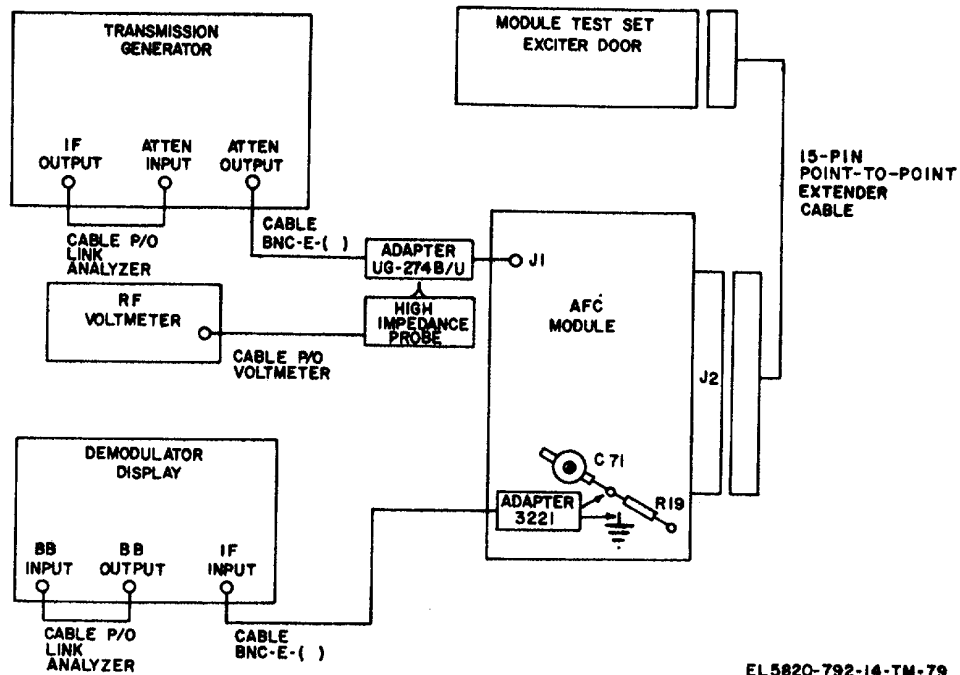 TRANSMISSION
GENERATOR
IF
OUTPUT
ATTEN
INPUT
ATTEN
OUTPUT
CABLE P/O
LINK
ANALYZER
CABLE
BNC-E-( )
ADAPTER
UG-274B/U
J1
MODULE TEST SET
EXCITER DOOR
15-PIN
POINT-TO-POINT
EXTENDER
CABLE
RF
VOLTMETER
HIGH
IMPEDANCE
PROBE
CABLE P/O
VOLTMETER
AFC
MODULE
J2
C71
R19
ADAPTER
3221
DEMODULATOR
DISPLAY
BB
INPUT
BB
OUTPUT
IF
INPUT
CABLE P/O
LINK
ANALYZER
CABLE
BNC-E-( )
EL5820-792-14-TM-79